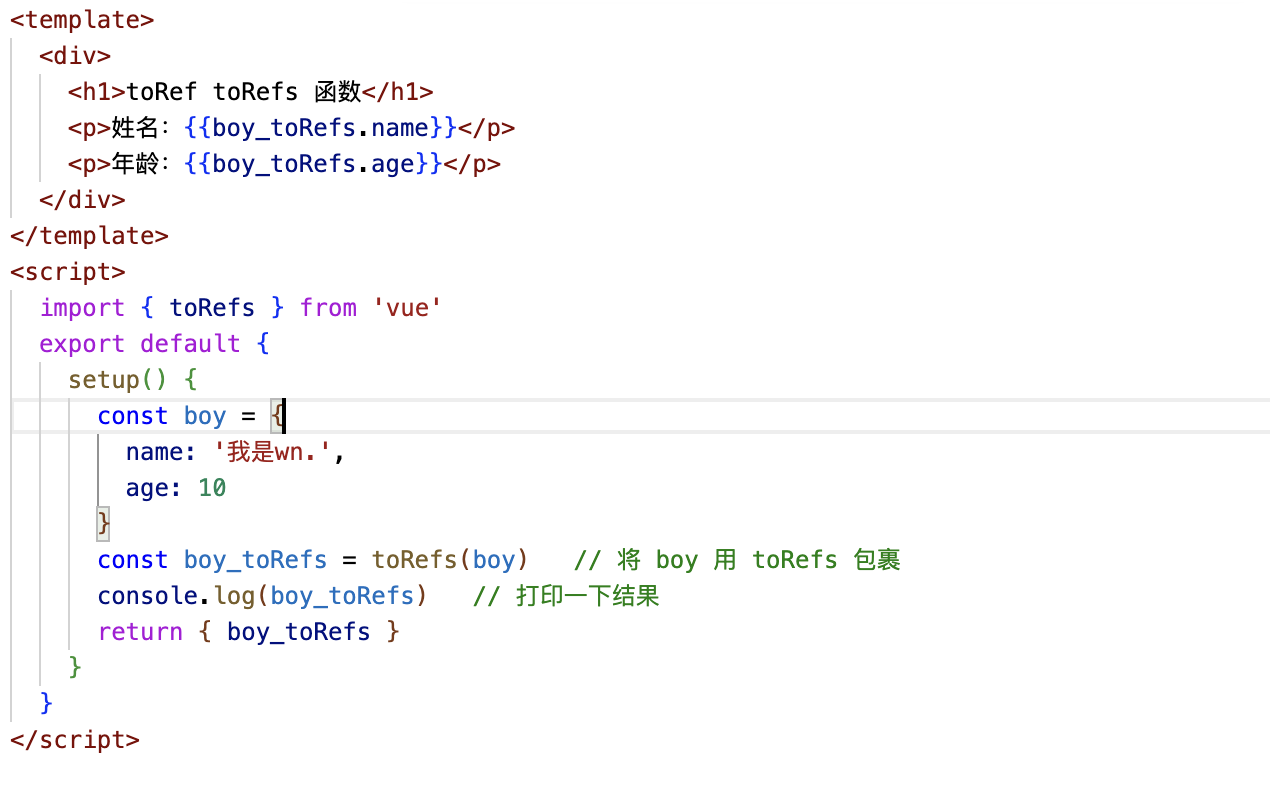 <template>
  <div>
    <h1>toRef toRefs 函数</h1>
    <p>姓名：{{boy_toRefs.name}}</p>
    <p>年龄：{{boy_toRefs.age}}</p>
  </div>
</template>
<script>
  import { toRefs } from 'vue'
  export default {
    setup() {
      const boy = {
        name: '我是wn.',
        age: 10
      }
      const boy_toRefs = toRefs(boy)   // 将 boy 用 toRefs 包裹
      console.log(boy_toRefs)   // 打印一下结果
      return { boy_toRefs }
    }
  }
</script>